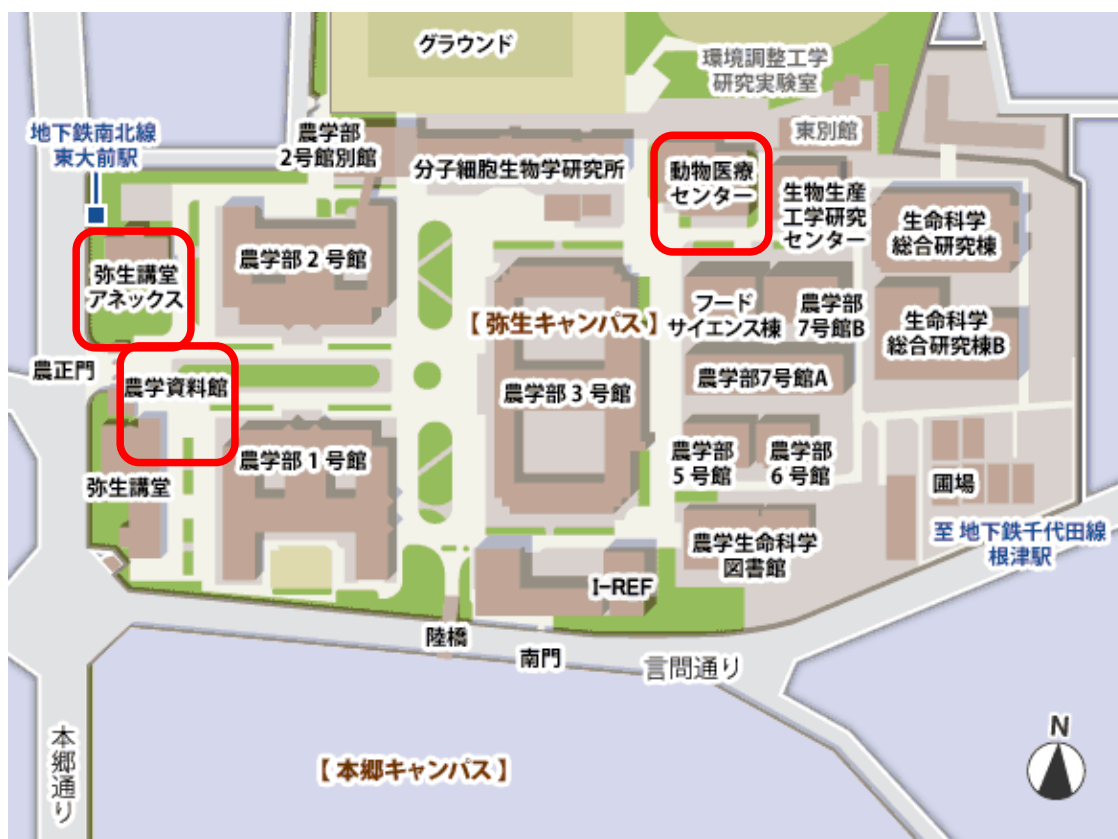 グラウンド
環境調整工学
研究実験室
地下鉄南北線
東大前駅
農学部
2号館別館
分子細胞生物学研究所
動物医療
センター
東別館
生物生産
工学研究
センター
生命科学
総合研究棟
弥生講堂
アネックス
農学部２号館
【 弥生キャンパス 】
フード
サイエンス棟
農学部
7号館B
生命科学
総合研究棟B
農正門
農学資料館
農学部３号館
農学部7号館A
弥生講堂
農学部１号館
農学部
５号館
農学部
６号館
圃場
農学生命科学
図書館
至 地下鉄千代田線
根津駅
I-REF
陸橋
南門
言問通り
本郷通り
【 本郷キャンパス 】
N